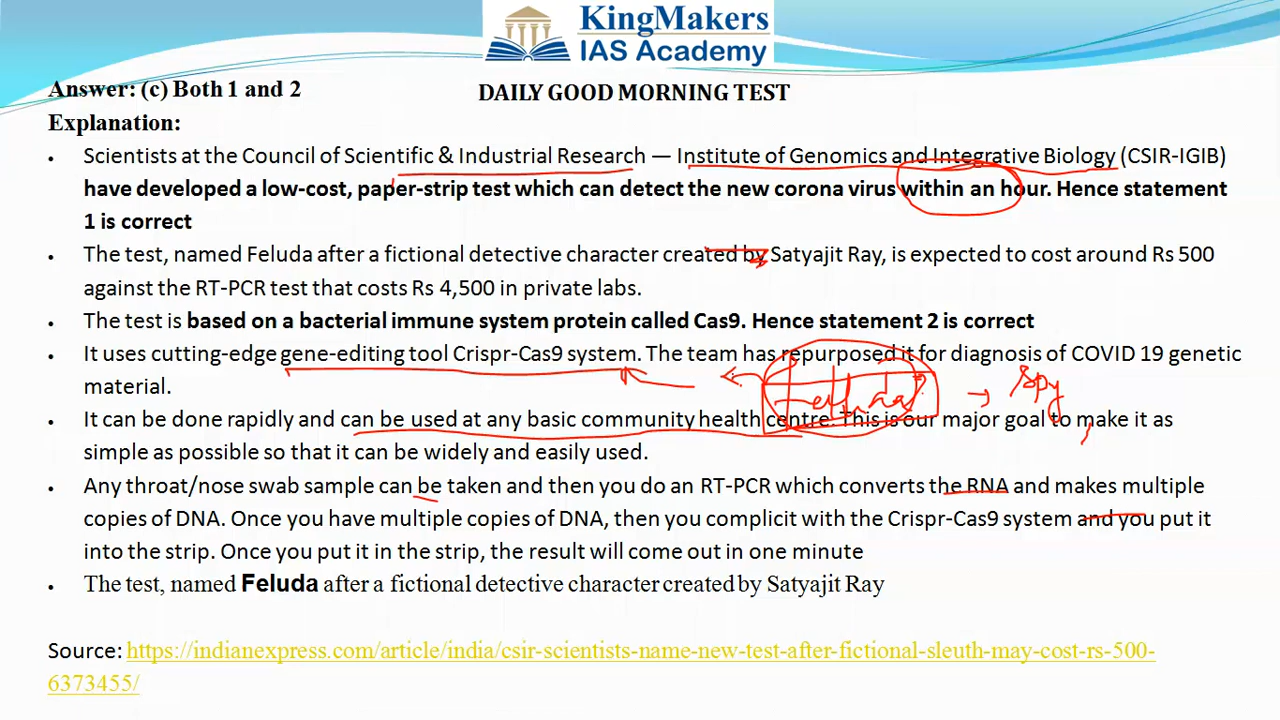 KingMakers
IAS Academy
Answer: (c) Both 1 and 2
DAILY GOOD MORNING TEST
Explanation:
• Scientists at the Council of Scientific & Industrial Research — Institute of Genomics and Integrative Biology (CSIR-IGIB)
have developed a low-cost, paper-strip test which can detect the new corona virus within an hour. Hence statement
1 is correct
• The test, named Feluda after a fictional detective character created by Satyajit Ray, is expected to cost around Rs 500
against the RT-PCR test that costs Rs 4,500 in private labs.
• The test is based on a bacterial immune system protein called Cas9. Hence statement 2 is correct
• It uses cutting-edge gene-editing tool Crispr-Cas9 system. The team has repurposed it for diagnosis of COVID 19 genetic
material.
Spy
• It can be done rapidly and can be used at any basic community health centre. This is our major goal to make it as
simple as possible so that it can be widely and easily used.
• Any throat/nose swab sample can be taken and then you do an RT-PCR which converts the RNA and makes multiple
copies of DNA. Once you have multiple copies of DNA, then you complicit with the Crispr-Cas9 system and you put it
into the strip. Once you put it in the strip, the result will come out in one minute
• The test, named Feluda after a fictional detective character created by Satyajit Ray
Source: https://indianexpress.com/article/india/csir-scientists-name-new-test-after-fictional-sleuth-may-cost-rs-500-
6373455/